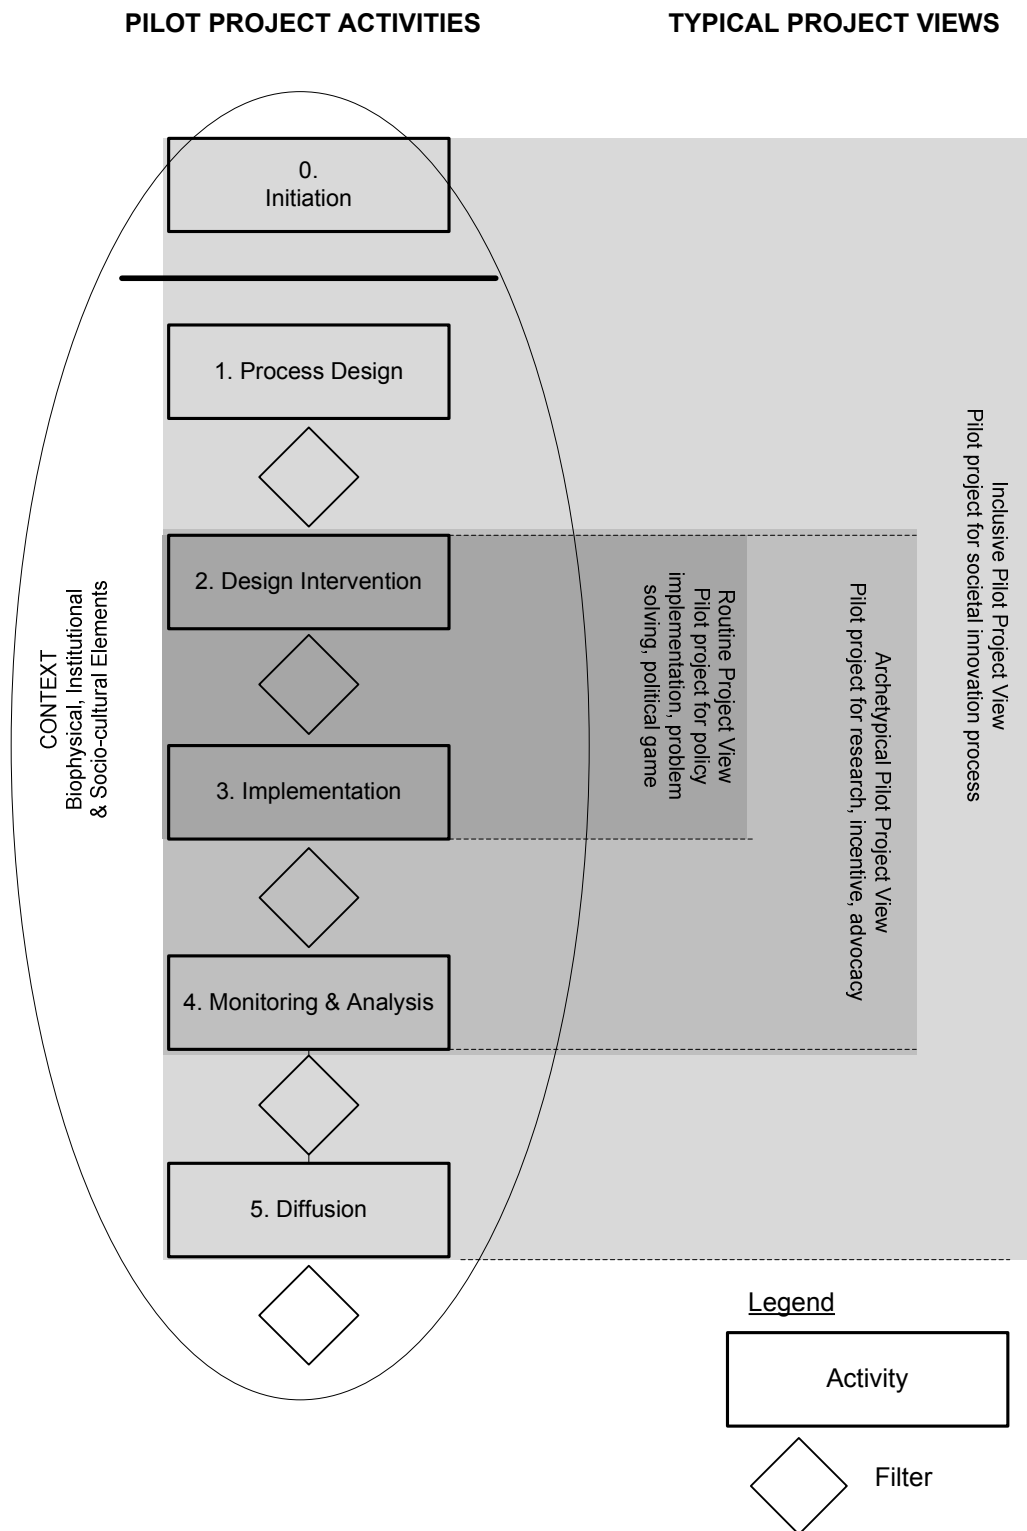 PILOT PROJECT ACTIVITIES
TYPICAL PROJECT VIEWS
0.
Initiation
1. Process Design
2. Design Intervention
3. Implementation
4. Monitoring & Analysis
5. Diffusion
CONTEXT
Biophysical, Institutional
& Socio-cultural Elements
Routine Project View
Pilot project for policy
implementation, problem
solving, political game
Archetypical Pilot Project View
Pilot project for research, incentive, advocacy
Inclusive Pilot Project View
Pilot project for societal innovation process
Legend
Activity
Filter